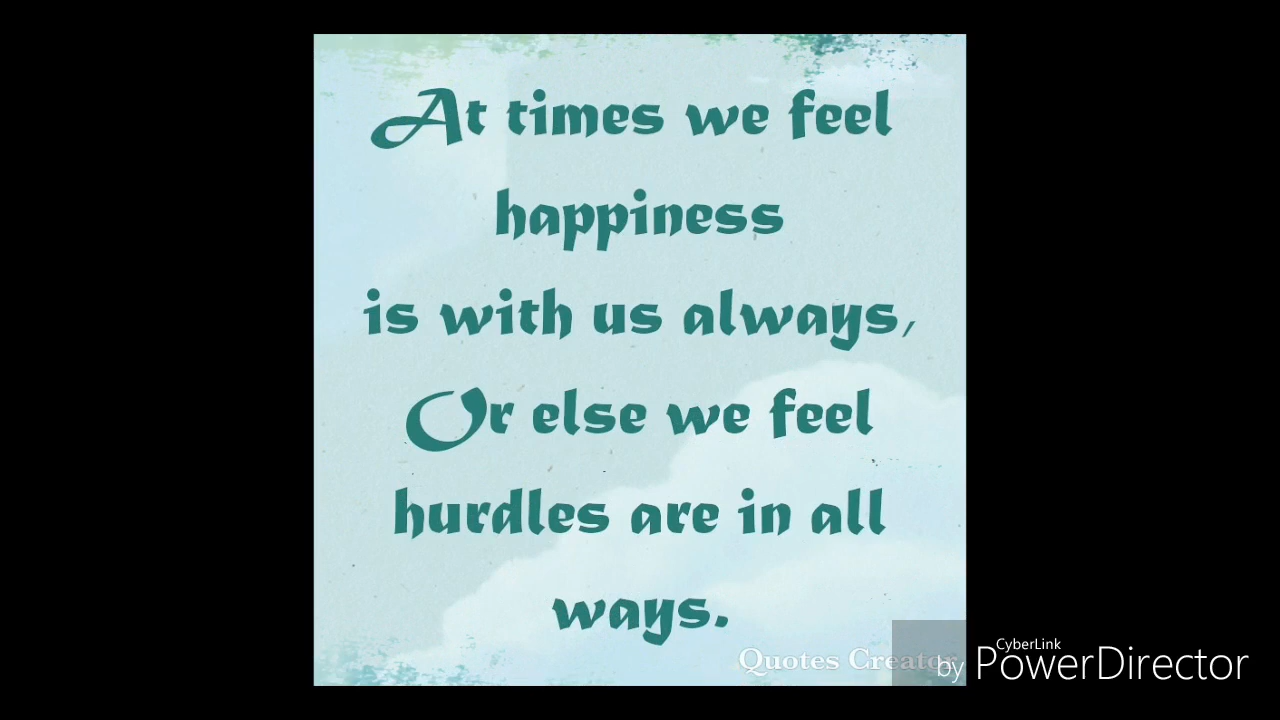 At times we feel
happiness
is with us always,
Or else we feel
hurdles are in all
ways.
Quotes Creator
CyberLink
by PowerDirector